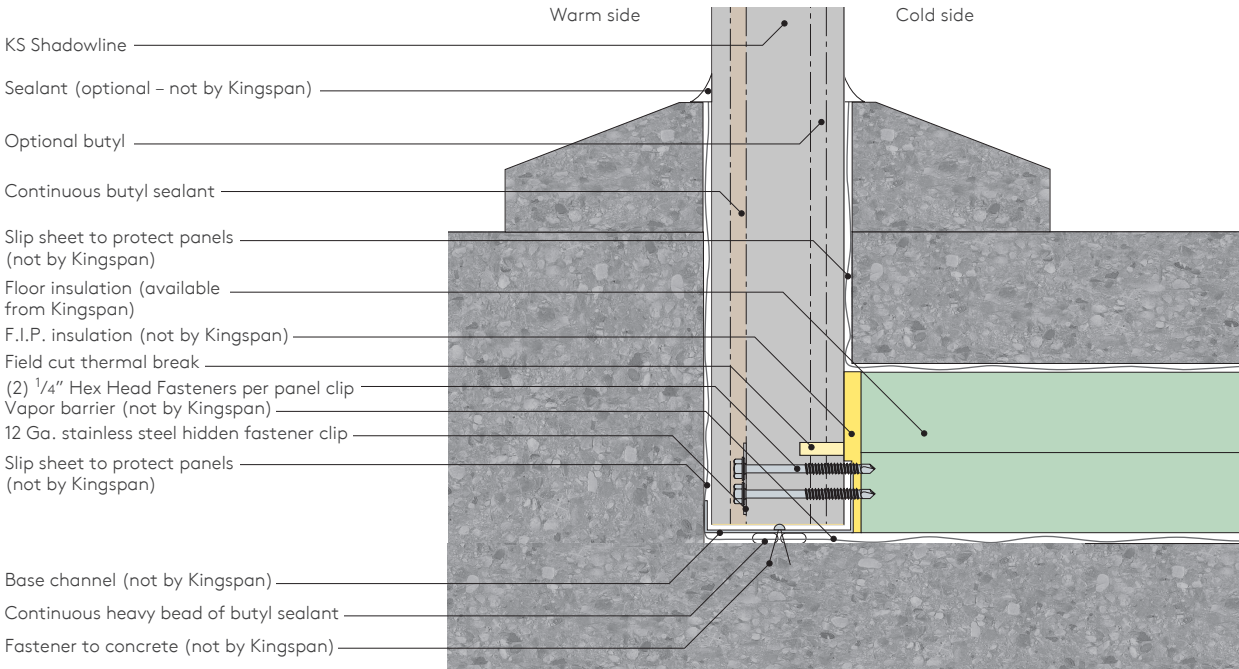 Warm side
Cold side
KS Shadowline
Sealant (optional – not by Kingspan)
Optional butyl
Continuous butyl sealant
Slip sheet to protect panels
(not by Kingspan)
Floor insulation (available
from Kingspan)
F.I.P. insulation (not by Kingspan)
Field cut thermal break
(2) 1/4″ Hex Head Fasteners per panel clip
Vapor barrier (not by Kingspan)
12 Ga. stainless steel hidden fastener clip
Slip sheet to protect panels
(not by Kingspan)
Base channel (not by Kingspan)
Continuous heavy bead of butyl sealant
Fastener to concrete (not by Kingspan)